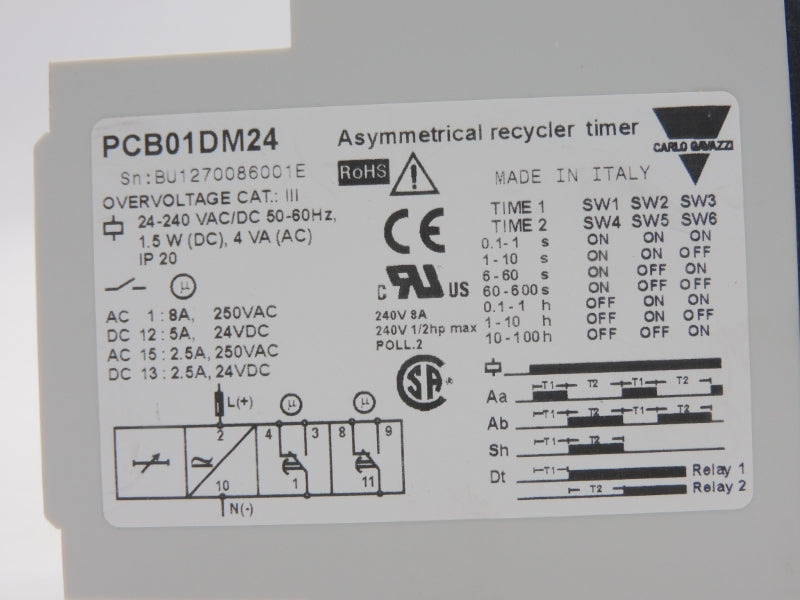 PCB01DM24
Asymmetrical recycler timer
CARLO GAVAZZI
Sn:BU1270086001E
RoHS
MADE IN ITALY
OVERVOLTAGE CAT.: III
24-240 VAC/DC 50-60Hz,
1.5 W (DC), 4 VA (AC)
IP 20
CE
C UR US
240V 8A
240V 1/2hp max
POLL.2
SA
µ
AC 1:8A, 250VAC
DC 12:5A, 24VDC
AC 15:2.5A, 250VAC
DC 13:2.5A, 24VDC
TIME 1 SW1 SW2 SW3
TIME 2 SW4 SW5 SW6
0.1-1 s ON ON ON
1-10 s ON ON OFF
6-60 s ON OFF ON
60-600s ON OFF OFF
0.1-1 h OFF ON ON
1-10 h OFF ON OFF
10-100h OFF OFF ON
L(+) µ µ
2 4 3 8 9
10 1 11
N(-)
Aa T1 T2 T1 T2
Ab T1 T2 T1 T2
Sh T1 T2
Dt T1 Relay 1
T2 Relay 2